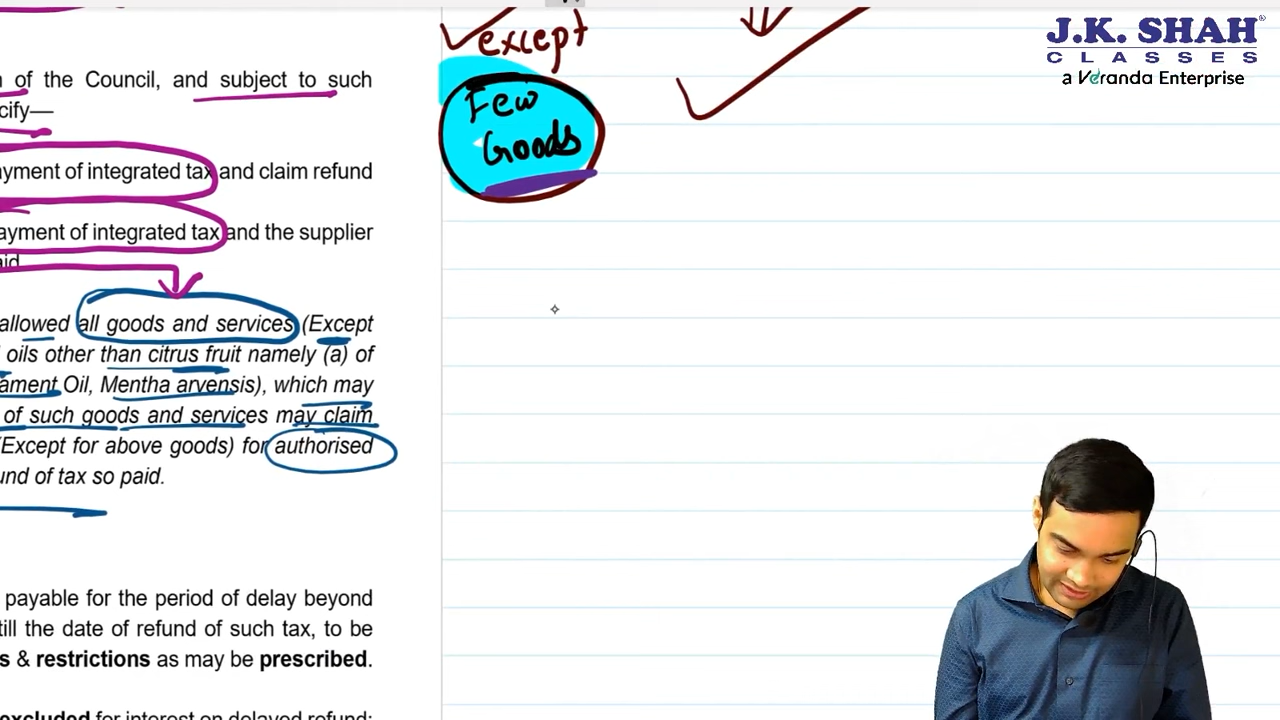 J.K. SHAH®
CLASSES
a Veranda Enterprise
except
Few
Goods
of the Council, and subject to such
cify—
ayment of integrated tax and claim refund
ayment of integrated tax and the supplier
aid
allowed all goods and services (Except
oils other than citrus fruit namely (a) of
ament Oil, Mentha arvensis), which may
of such goods and services may claim
(Except for above goods) for authorised
und of tax so paid.
payable for the period of delay beyond
till the date of refund of such tax, to be
s & restrictions as may be prescribed.
excluded for interest on delayed refund: